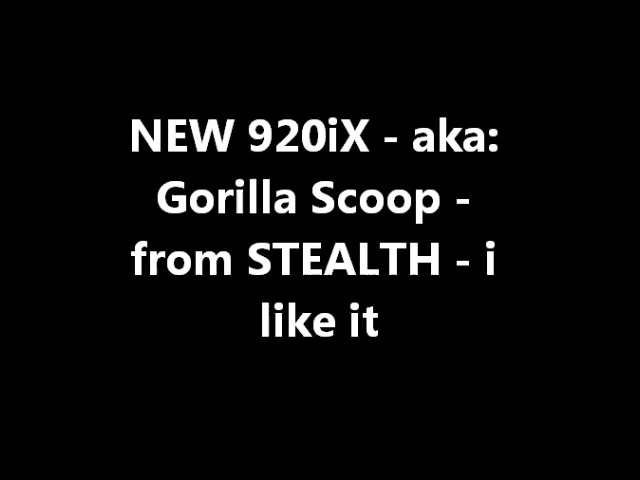 NEW 920iX - aka:
Gorilla Scoop -
from STEALTH - i
like it